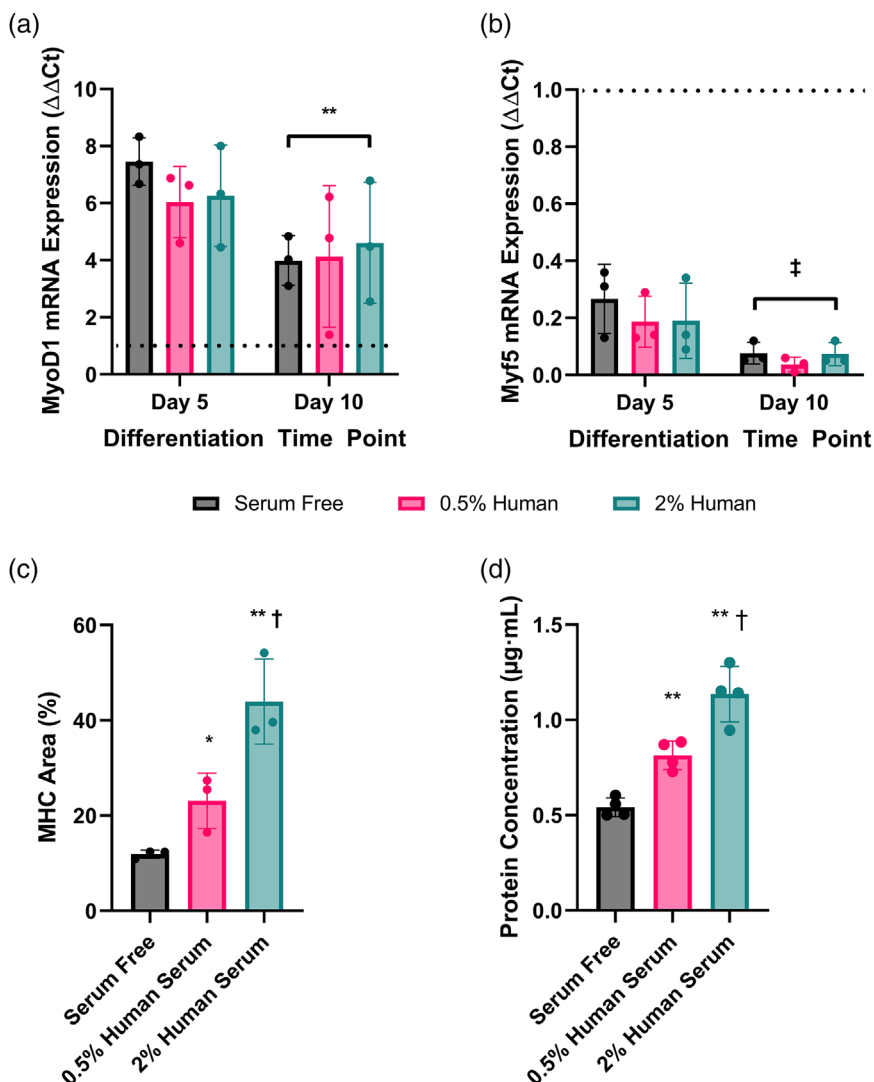 (a)
MyoD1 mRNA Expression (ΔΔCt)
10
8
6
4
2
0
**
Day 5
Day 10
Differentiation Time Point
(b)
Myf5 mRNA Expression (ΔΔCt)
1.0
0.8
0.6
0.4
0.2
0.0
‡
Day 5
Day 10
Differentiation Time Point
Serum Free
0.5% Human
2% Human
(c)
MHC Area (%)
60
40
20
0
*
** †
Serum Free
0.5% Human Serum
2% Human Serum
(d)
Protein Concentration (µg·mL)
1.5
1.0
0.5
0.0
**
** †
Serum Free
0.5% Human Serum
2% Human Serum